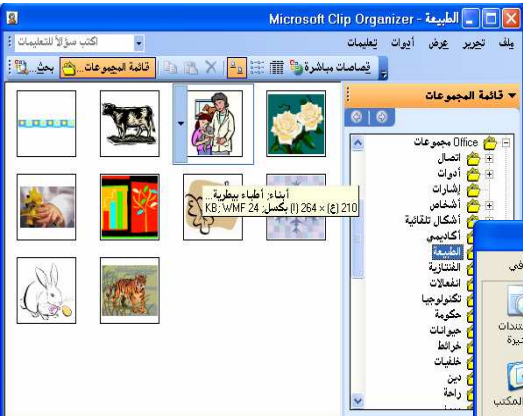 الطبيعة - Microsoft Clip Organizer
ملف تحرير عرض أدوات تعليمات
اكتب سؤالاً للتعليمات
قصاصات مباشرة
قائمة المجموعات...
بحث...
قائمة المجموعات
Office مجموعات
اتصال
أدوات
إشارات
أشخاص
أشكال تلقائية
أكاديمي
الطبيعة
الفنتازية
انفعالات
تكنولوجيا
حكومة
حيوانات
خرائط
خلفيات
دين
راحة
أبناء; أطباء بيطرية...
210 (ع) × 264 (ا) بكسل; 24 KB; WMF
في
المكتب